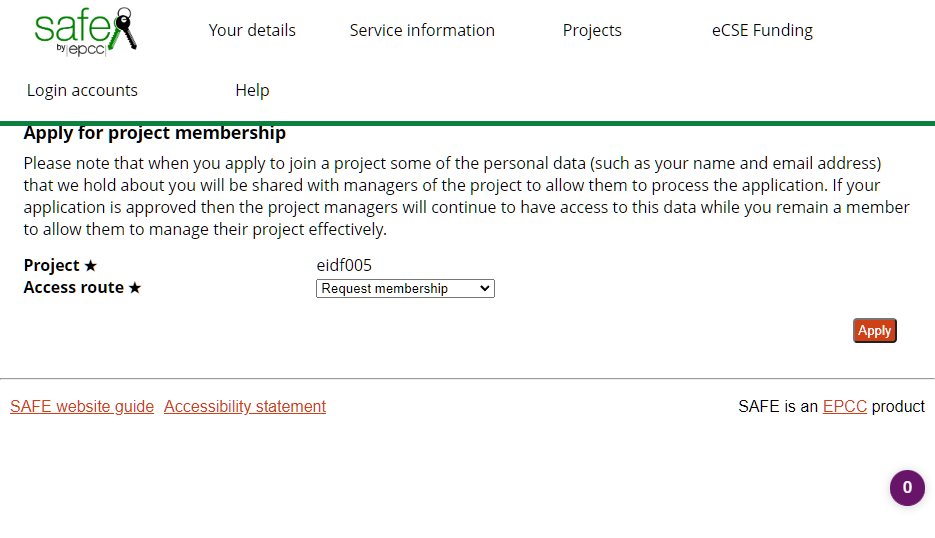 safe
by |epcc|
Your details
Service information
Projects
eCSE Funding
Login accounts
Help
Apply for project membership
Please note that when you apply to join a project some of the personal data (such as your name and email address)
that we hold about you will be shared with managers of the project to allow them to process the application. If your
application is approved then the project managers will continue to have access to this data while you remain a member
to allow them to manage their project effectively.
Project ★ eidf005
Access route ★ Request membership
Apply
SAFE website guide Accessibility statement SAFE is an EPCC product
0